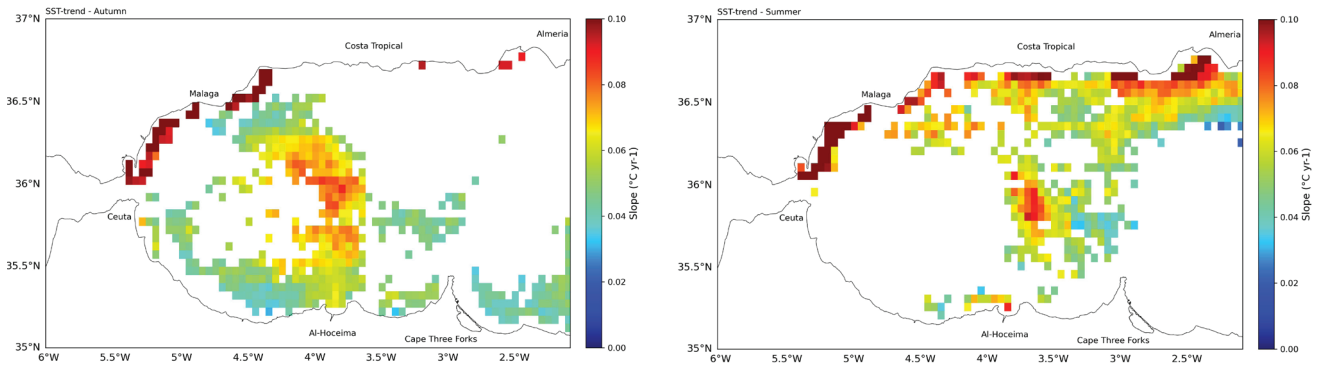 SST-trend - Autumn
37°N
36.5°N
36°N
35.5°N
35°N
6°W
5.5°W
5°W
4.5°W
4°W
3.5°W
3°W
2.5°W
Almeria
Costa Tropical
Malaga
Ceuta
Al-Hoceima
Cape Three Forks
0.10
0.08
0.06
0.04
0.02
0.00
Slope (°C yr-1)
SST-trend - Summer
37°N
36.5°N
36°N
35.5°N
35°N
6°W
5.5°W
5°W
4.5°W
4°W
3.5°W
3°W
2.5°W
Almeria
Costa Tropical
Malaga
Ceuta
Al-Hoceima
Cape Three Forks
0.10
0.08
0.06
0.04
0.02
0.00
Slope (°C yr-1)